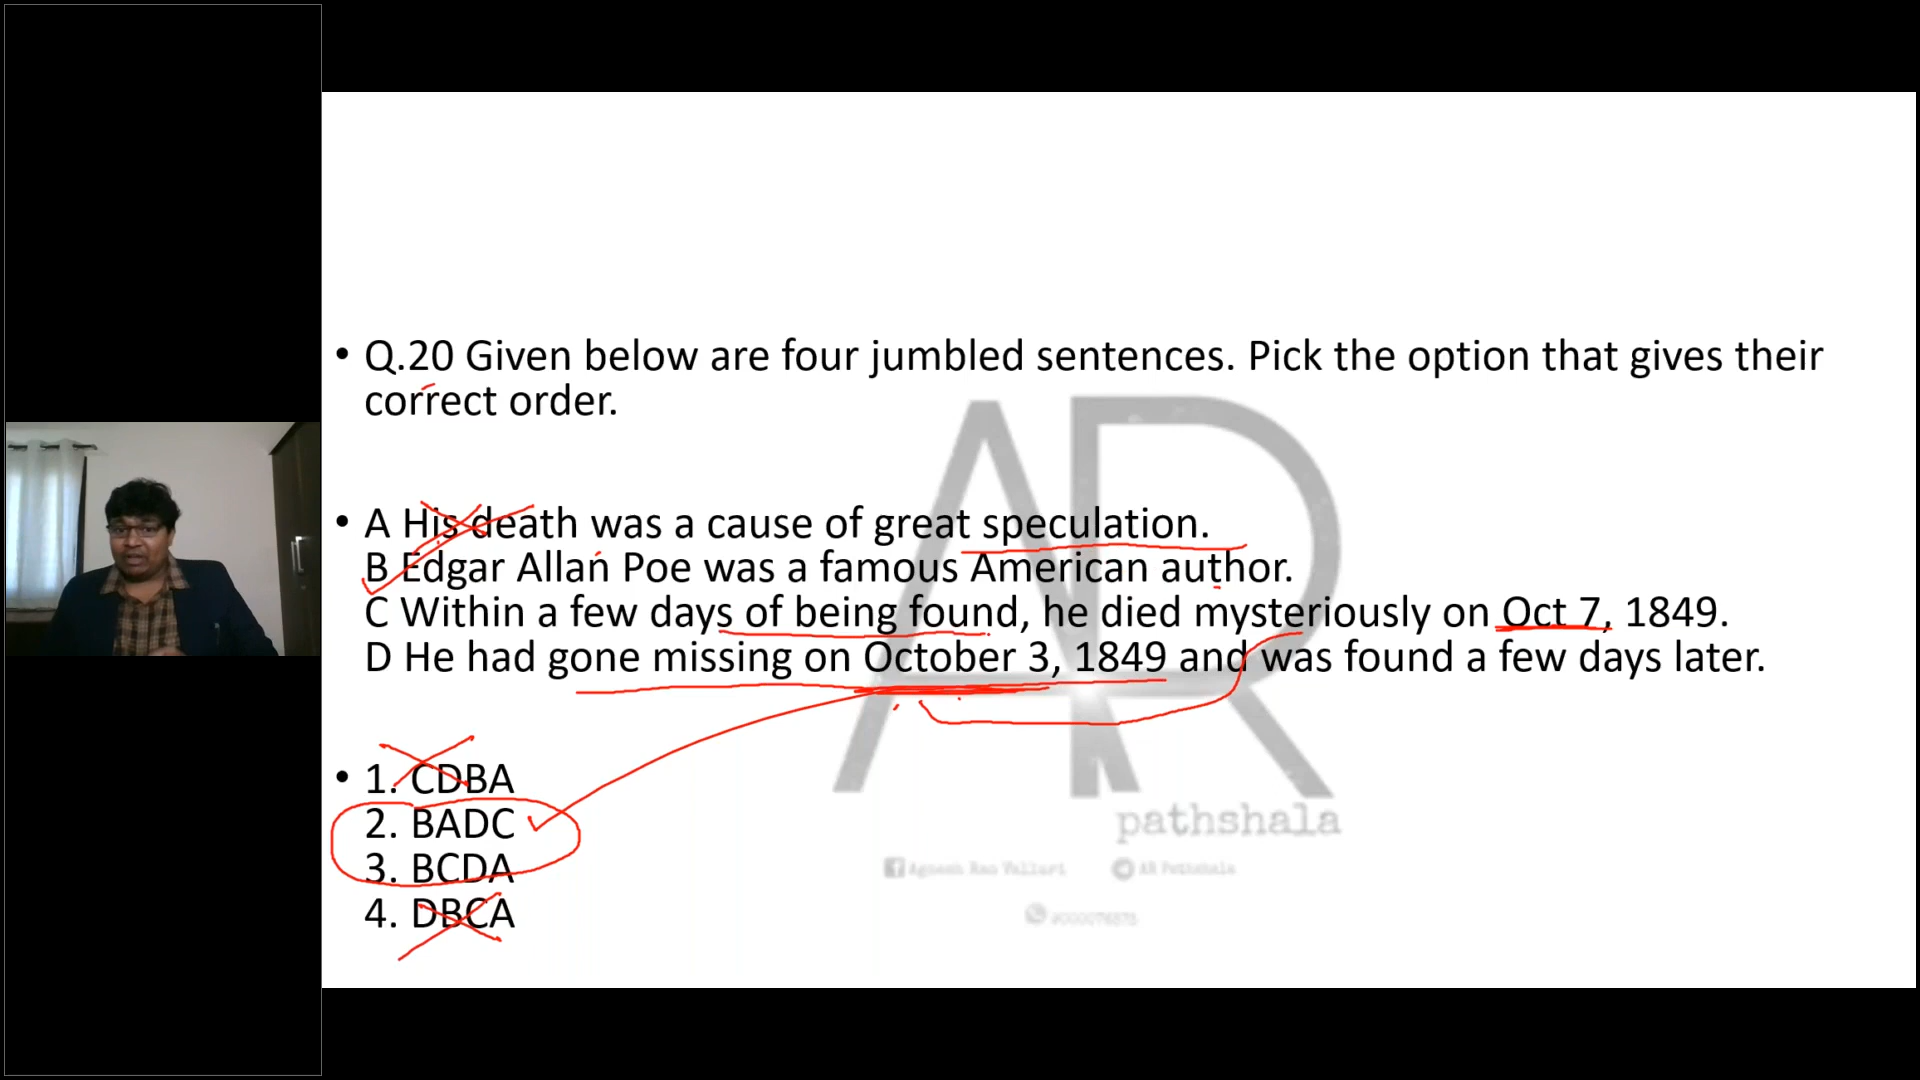 • Q.20 Given below are four jumbled sentences. Pick the option that gives their
correct order.
• A His death was a cause of great speculation.
B Edgar Allan Poe was a famous American author.
C Within a few days of being found, he died mysteriously on Oct 7, 1849.
D He had gone missing on October 3, 1849 and was found a few days later.
• 1. CDBA
2. BADC
3. BCDA
4. DBCA
AR
pathshala
AR Pathshala